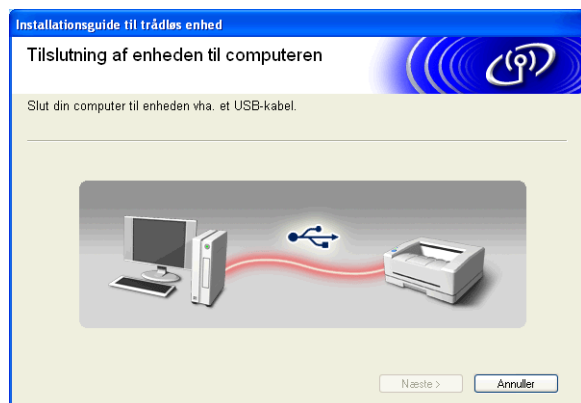 Installationsguide til trådløs enhed
Tilslutning af enheden til computeren
Slut din computer til enheden vha. et USB-kabel.
Næste >
Annuller